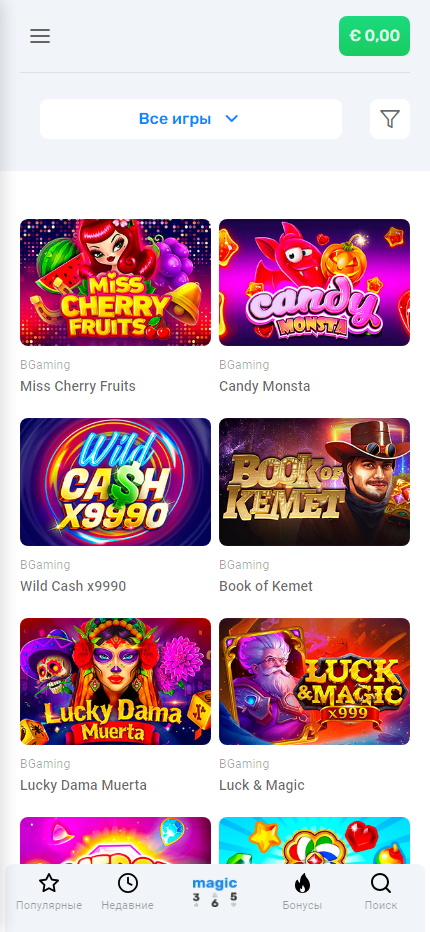 € 0,00
Все игры
MISS
CHERRY
FRUITS
candy
MONSTA
BGaming
BGaming
Miss Cherry Fruits
Candy Monsta
Wild
CA$H
X9990
BOOK OF
KEMET
BGaming
BGaming
Wild Cash x9990
Book of Kemet
Lucky Dama
Muerta
LUCK
& MAGIC
X999
BGaming
BGaming
Lucky Dama Muerta
Luck & Magic
magic
3 6 5
Популярные
Недавние
Бонусы
Поиск